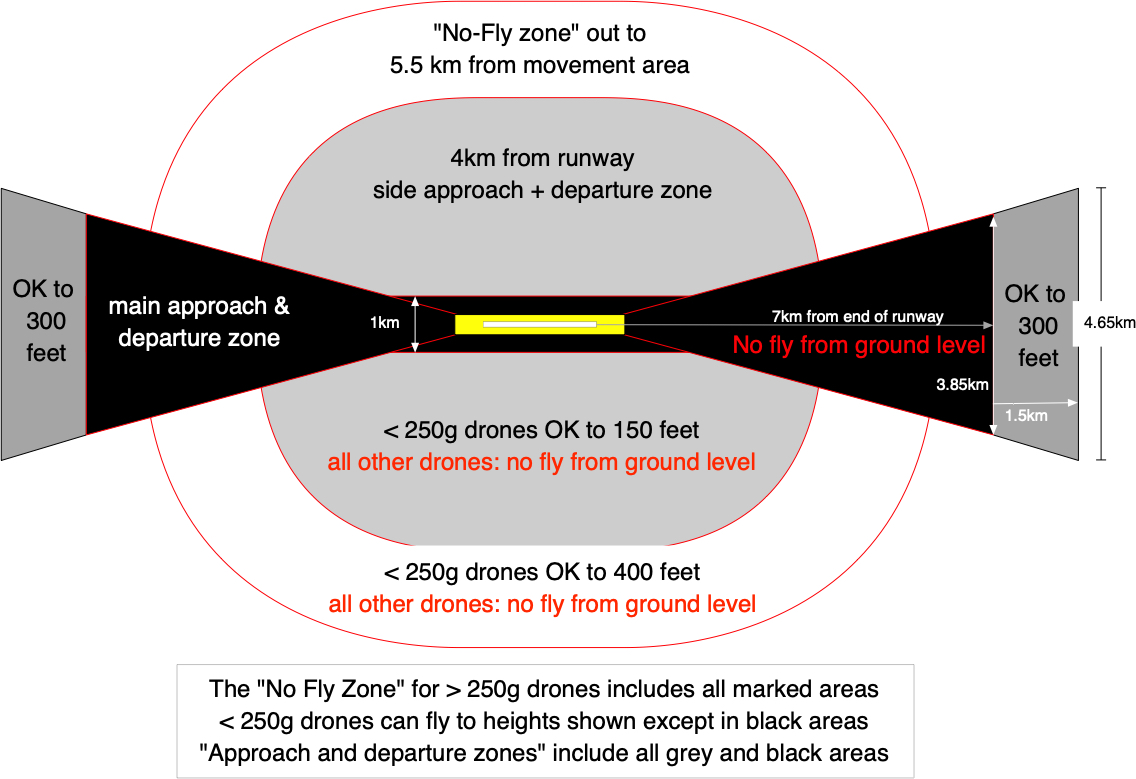 "No-Fly zone" out to
5.5 km from movement area
4km from runway
side approach + departure zone
OK to
300
feet
main approach &
departure zone
1km
7km from end of runway
No fly from ground level
OK to
300
feet
4.65km
3.85km
1.5km
< 250g drones OK to 150 feet
all other drones: no fly from ground level
< 250g drones OK to 400 feet
all other drones: no fly from ground level
The "No Fly Zone" for > 250g drones includes all marked areas
< 250g drones can fly to heights shown except in black areas
"Approach and departure zones" include all grey and black areas